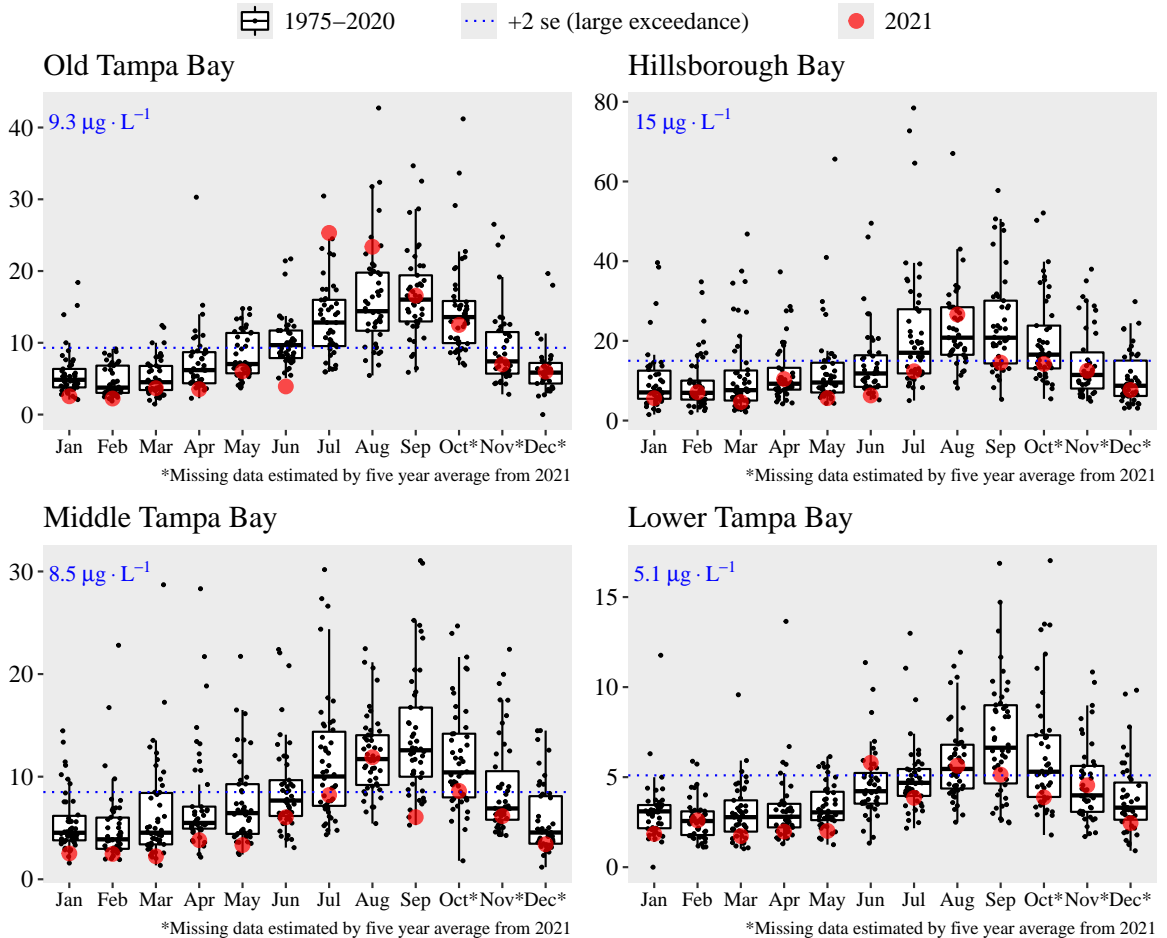 1975−2020 +2 se (large exceedance) 2021
Old Tampa Bay
9.3 μg · L⁻¹
40
30
20
10
0
Jan Feb Mar Apr May Jun Jul Aug Sep Oct* Nov* Dec*
*Missing data estimated by five year average from 2021
Hillsborough Bay
15 μg · L⁻¹
80
60
40
20
0
Jan Feb Mar Apr May Jun Jul Aug Sep Oct* Nov* Dec*
*Missing data estimated by five year average from 2021
Middle Tampa Bay
8.5 μg · L⁻¹
30
20
10
0
Jan Feb Mar Apr May Jun Jul Aug Sep Oct* Nov* Dec*
*Missing data estimated by five year average from 2021
Lower Tampa Bay
5.1 μg · L⁻¹
15
10
5
0
Jan Feb Mar Apr May Jun Jul Aug Sep Oct* Nov* Dec*
*Missing data estimated by five year average from 2021